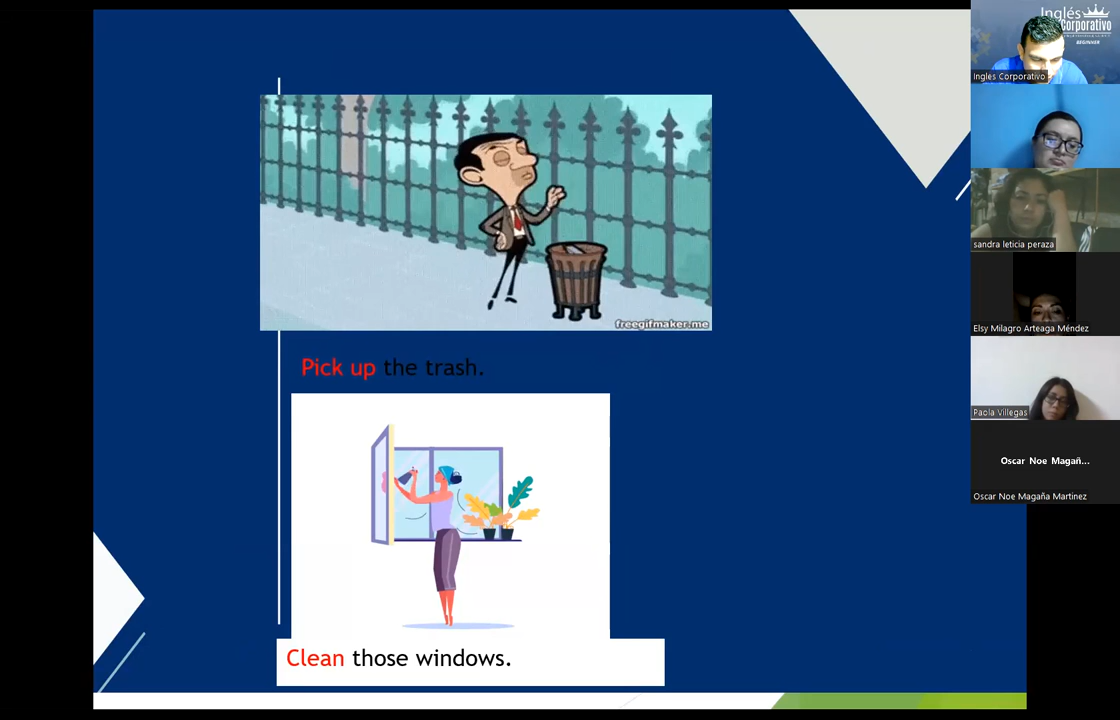 Inglés
Corporativo
BEGINNER
Ingles Corporativo
freegifmaker.me
Pick up the trash.
Clean those windows.
sandra leticia peraza
Elsy Milagro Arteaga Méndez
Paola Villegas
Oscar Noe Magañ...
Oscar Noe Magaña Martinez